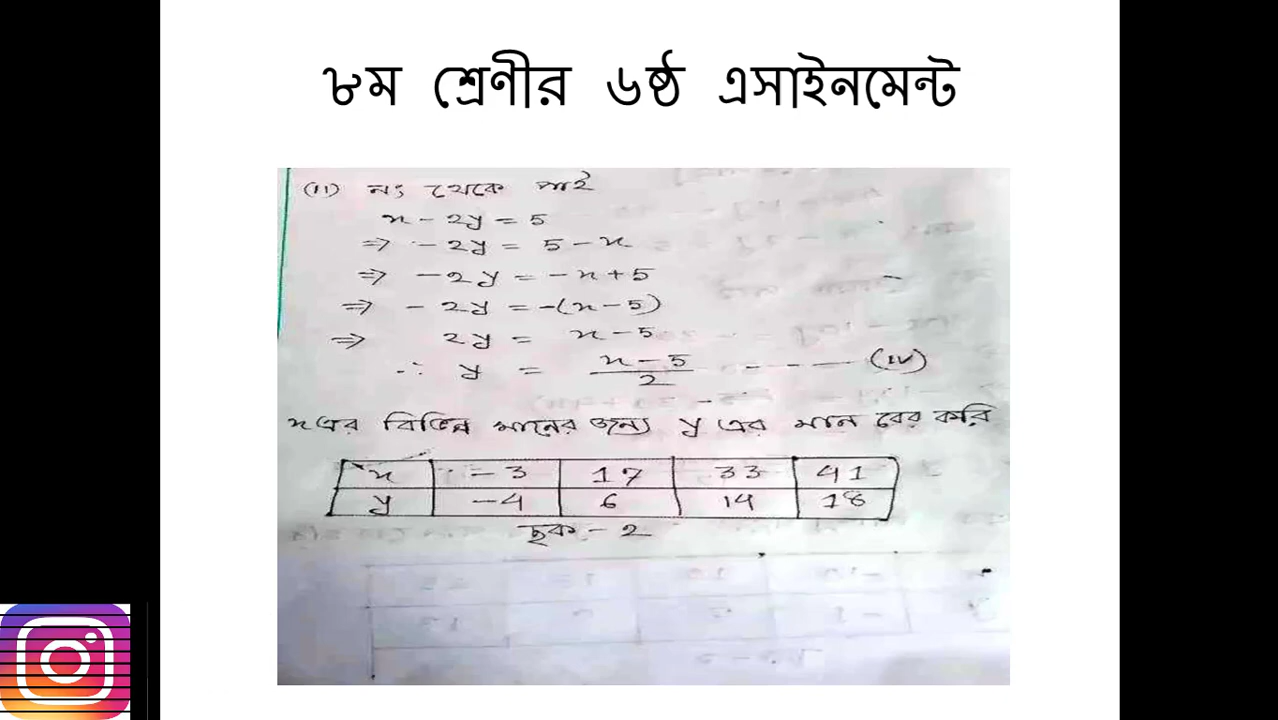 ৮ম শ্রেণীর ৬ষ্ঠ এসাইনমেন্ট
(11) নং থেকে পাই
x - 2y = 5
⇒ - 2y = 5 - x
⇒ - 2y = - x + 5
⇒ - 2y = -(x - 5)
⇒ 2y = x - 5
∴ y = (x - 5)/2 - - - - (IV)
x এর বিভিন্ন মানের জন্য y এর মান বের করি
x -3 17 33 41
y -4 6 14 18
ছক - 2